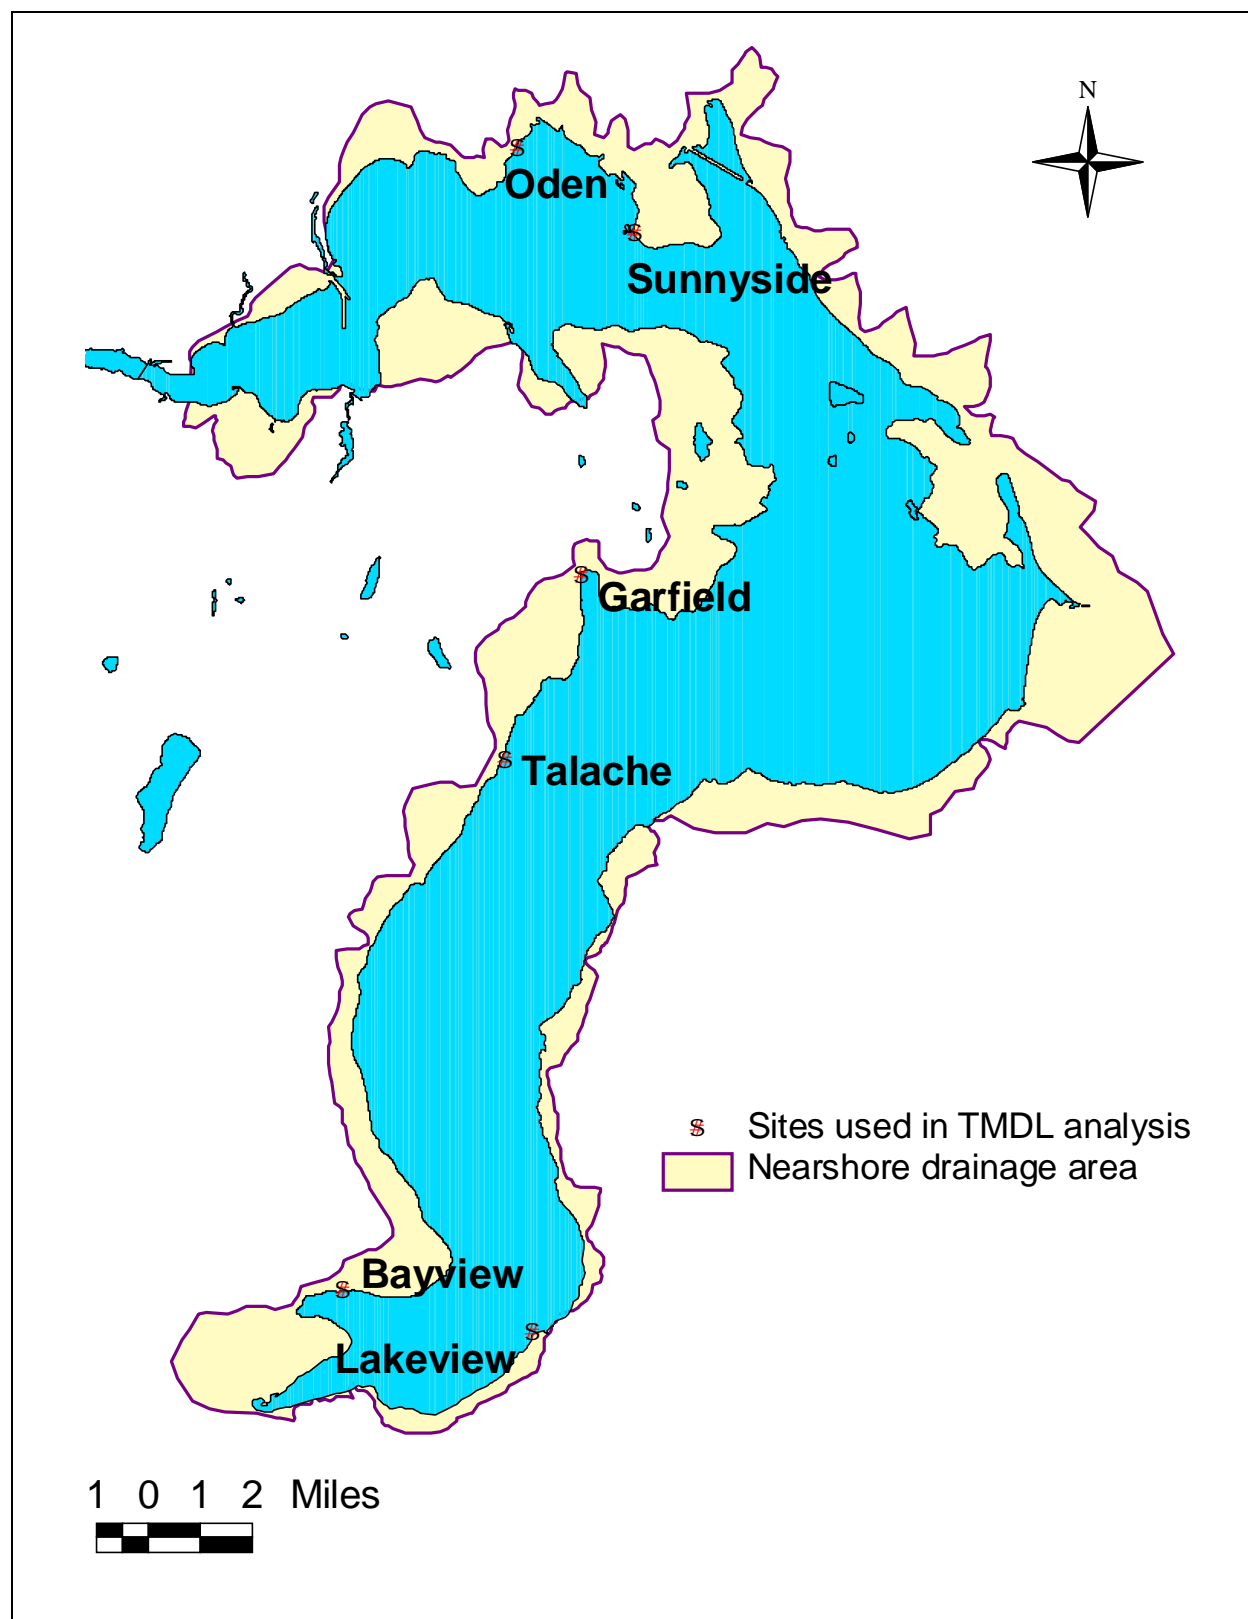 N
Oden
Sunnyside
Garfield
Talache
Sites used in TMDL analysis
Nearshore drainage area
Bayview
Lakeview
1 0 1 2 Miles